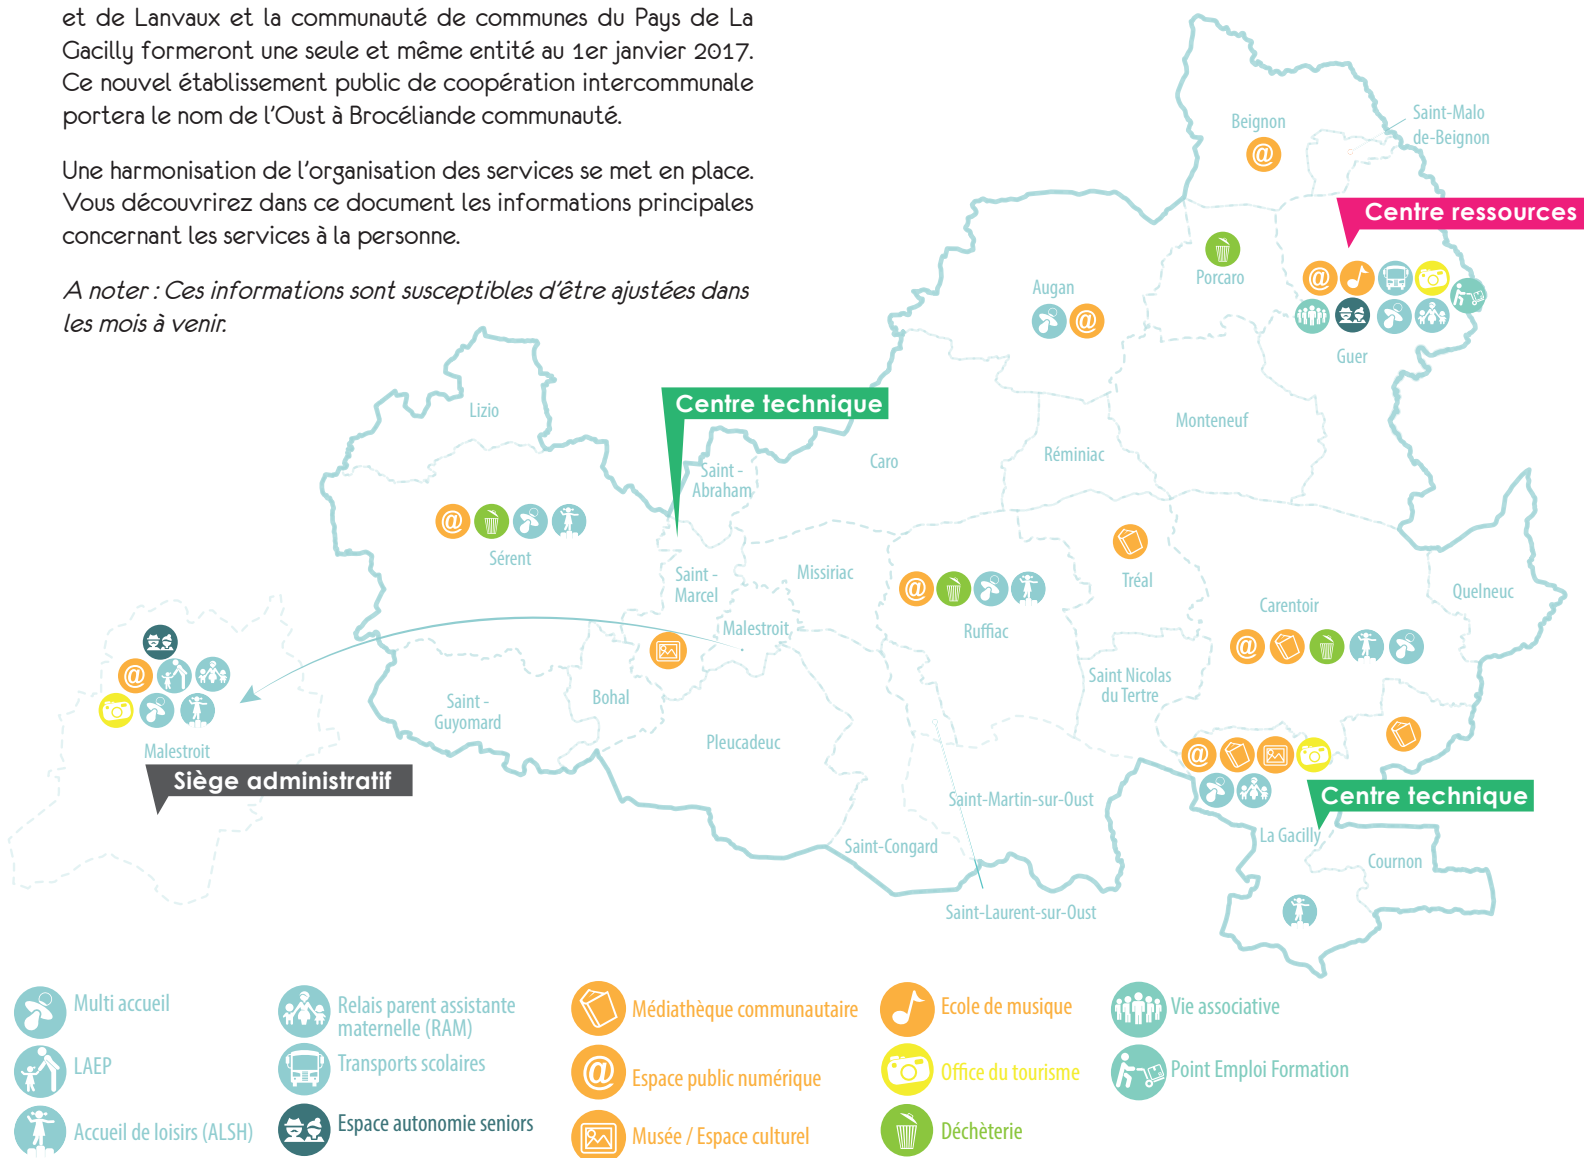 et de Lanvaux et la communauté de communes du Pays de La
Gacilly formeront une seule et même entité au 1er janvier 2017.
Ce nouvel établissement public de coopération intercommunale
portera le nom de l'Oust à Brocéliande communauté.
Une harmonisation de l'organisation des services se met en place.
Vous découvrirez dans ce document les informations principales
concernant les services à la personne.
A noter : Ces informations sont susceptibles d'être ajustées dans
les mois à venir.
Beignon
@
Saint-Malo
de-Beignon
Centre ressources
Porcaro
@
Guer
Augan
@
Lizio
Centre technique
Monteneuf
Réminiac
Caro
Saint -
Abraham
@
Sérent
Saint -
Marcel
Missiriac
Malestroit
@
Ruffiac
Tréal
Carentoir
@
Quelneuc
Saint Nicolas
du Tertre
Saint -
Guyomard
Bohal
Pleucadeuc
@
Malestroit
Siège administratif
@
Centre technique
La Gacilly
Cournon
Saint-Martin-sur-Oust
Saint-Congard
Saint-Laurent-sur-Oust
Multi accueil
LAEP
Accueil de loisirs (ALSH)
Relais parent assistante
maternelle (RAM)
Transports scolaires
Espace autonomie seniors
Médiathèque communautaire
@ Espace public numérique
Musée / Espace culturel
Ecole de musique
Office du tourisme
Déchèterie
Vie associative
Point Emploi Formation